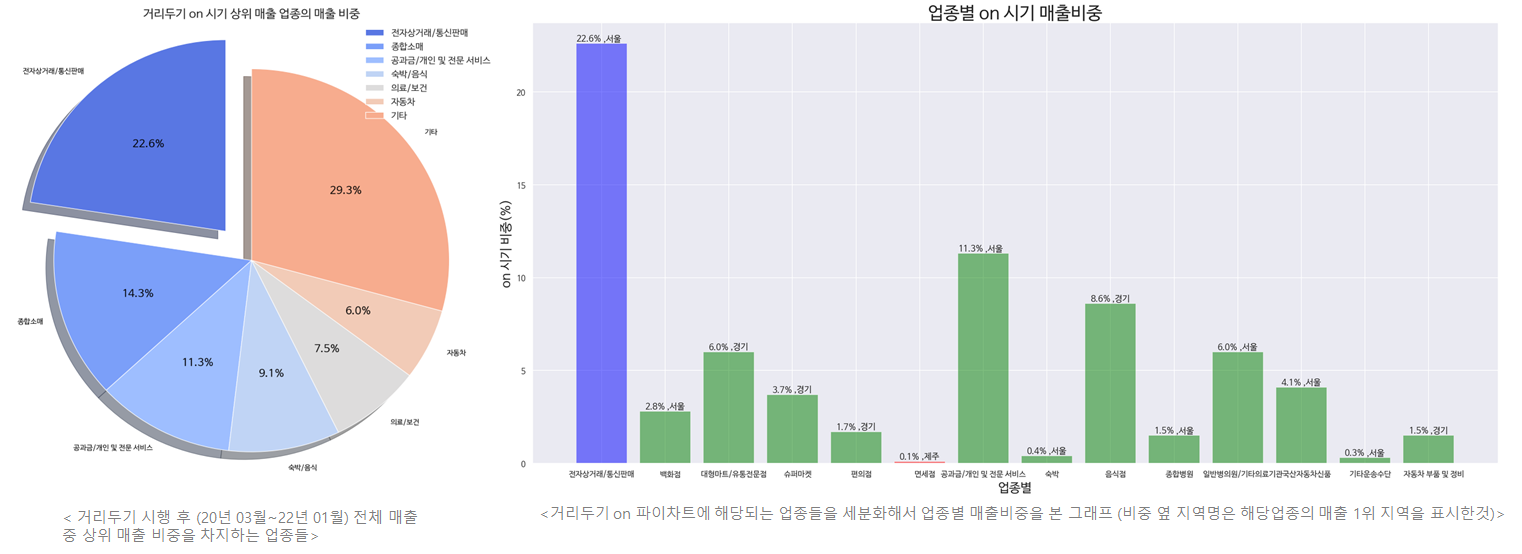 거리두기 on 시기 상위 매출 업종의 매출 비중
전자상거래/통신판매
종합소매
공과금/개인 및 전문 서비스
숙박/음식
의료/보건
자동차
기타
전자상거래/통신판매
22.6%
기타
29.3%
종합소매
14.3%
6.0%
자동차
11.3%
9.1%
7.5%
의료/보건
공과금/개인 및 전문 서비스
숙박/음식
< 거리두기 시행 후 (20년 03월~22년 01월) 전체 매출
중 상위 매출 비중을 차지하는 업종들>
업종별 on 시기 매출비중
on 시기 비중(%)
20
15
10
5
0
22.6% ,서울
2.8% ,서울
6.0% ,경기
3.7% ,경기
1.7% ,경기
0.1% ,제주
11.3% ,서울
0.4% ,서울
8.6% ,경기
1.5% ,서울
6.0% ,서울
4.1% ,서울
0.3% ,서울
1.5% ,경기
전자상거래/통신판매
백화점
대형마트/유통전문점
슈퍼마켓
편의점
면세점
공과금/개인 및 전문 서비스
숙박
음식점
종합병원
일반병의원/기타의료기관
국산자동차신품
기타운송수단
자동차 부품 및 정비
업종별
<거리두기 on 파이차트에 해당되는 업종들을 세분화해서 업종별 매출비중을 본 그래프 (비중 옆 지역명은 해당업종의 매출 1위 지역을 표시한것)>